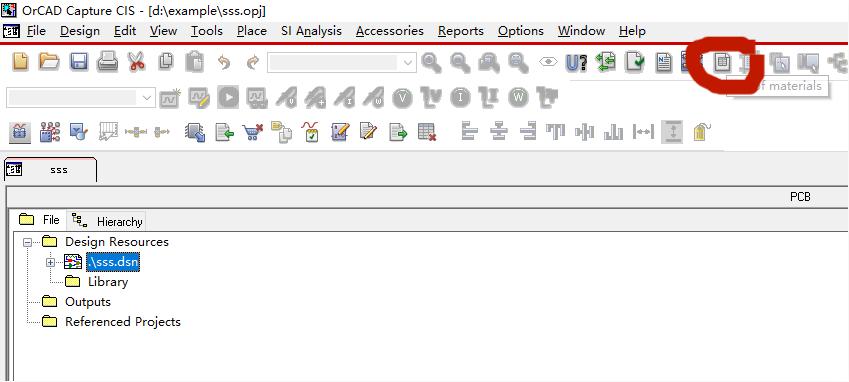 OrCAD Capture CIS - [d:\example\sss.opj]
File Design Edit View Tools Place SI Analysis Accessories Reports Options Window Help
U?
of materials
V I W
sss
PCB
File Hierarchy
Design Resources
.\sss.dsn
Library
Outputs
Referenced Projects